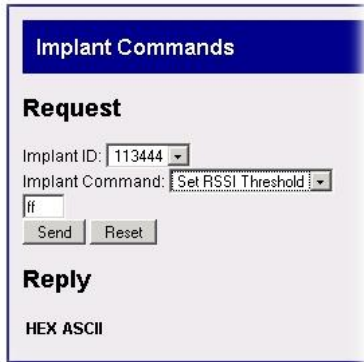 Implant Commands
Request
Implant ID: 113444
Implant Command: Set RSSI Threshold
ff
Send Reset
Reply
HEX ASCII